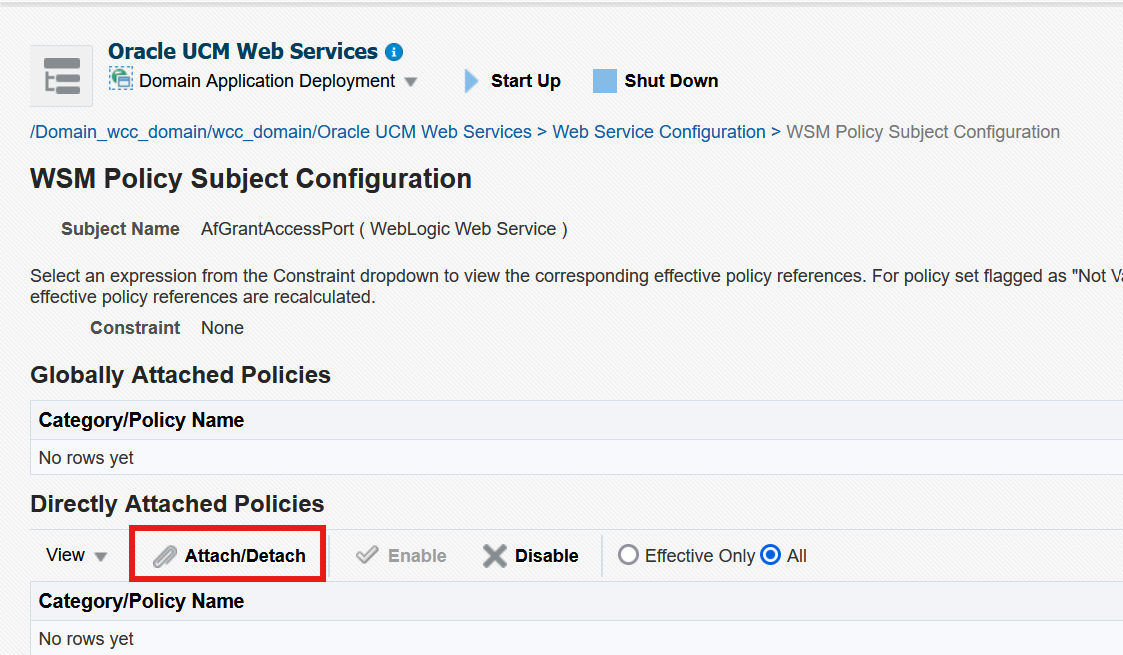 Oracle UCM Web Services
Domain Application Deployment Start Up Shut Down
/Domain_wcc_domain/wcc_domain/Oracle UCM Web Services > Web Service Configuration > WSM Policy Subject Configuration
WSM Policy Subject Configuration
Subject Name AfGrantAccessPort ( WebLogic Web Service )
Select an expression from the Constraint dropdown to view the corresponding effective policy references. For policy set flagged as "Not
effective policy references are recalculated.
Constraint None
Globally Attached Policies
Category/Policy Name
No rows yet
Directly Attached Policies
View Attach/Detach Enable Disable Effective Only All
Category/Policy Name
No rows yet